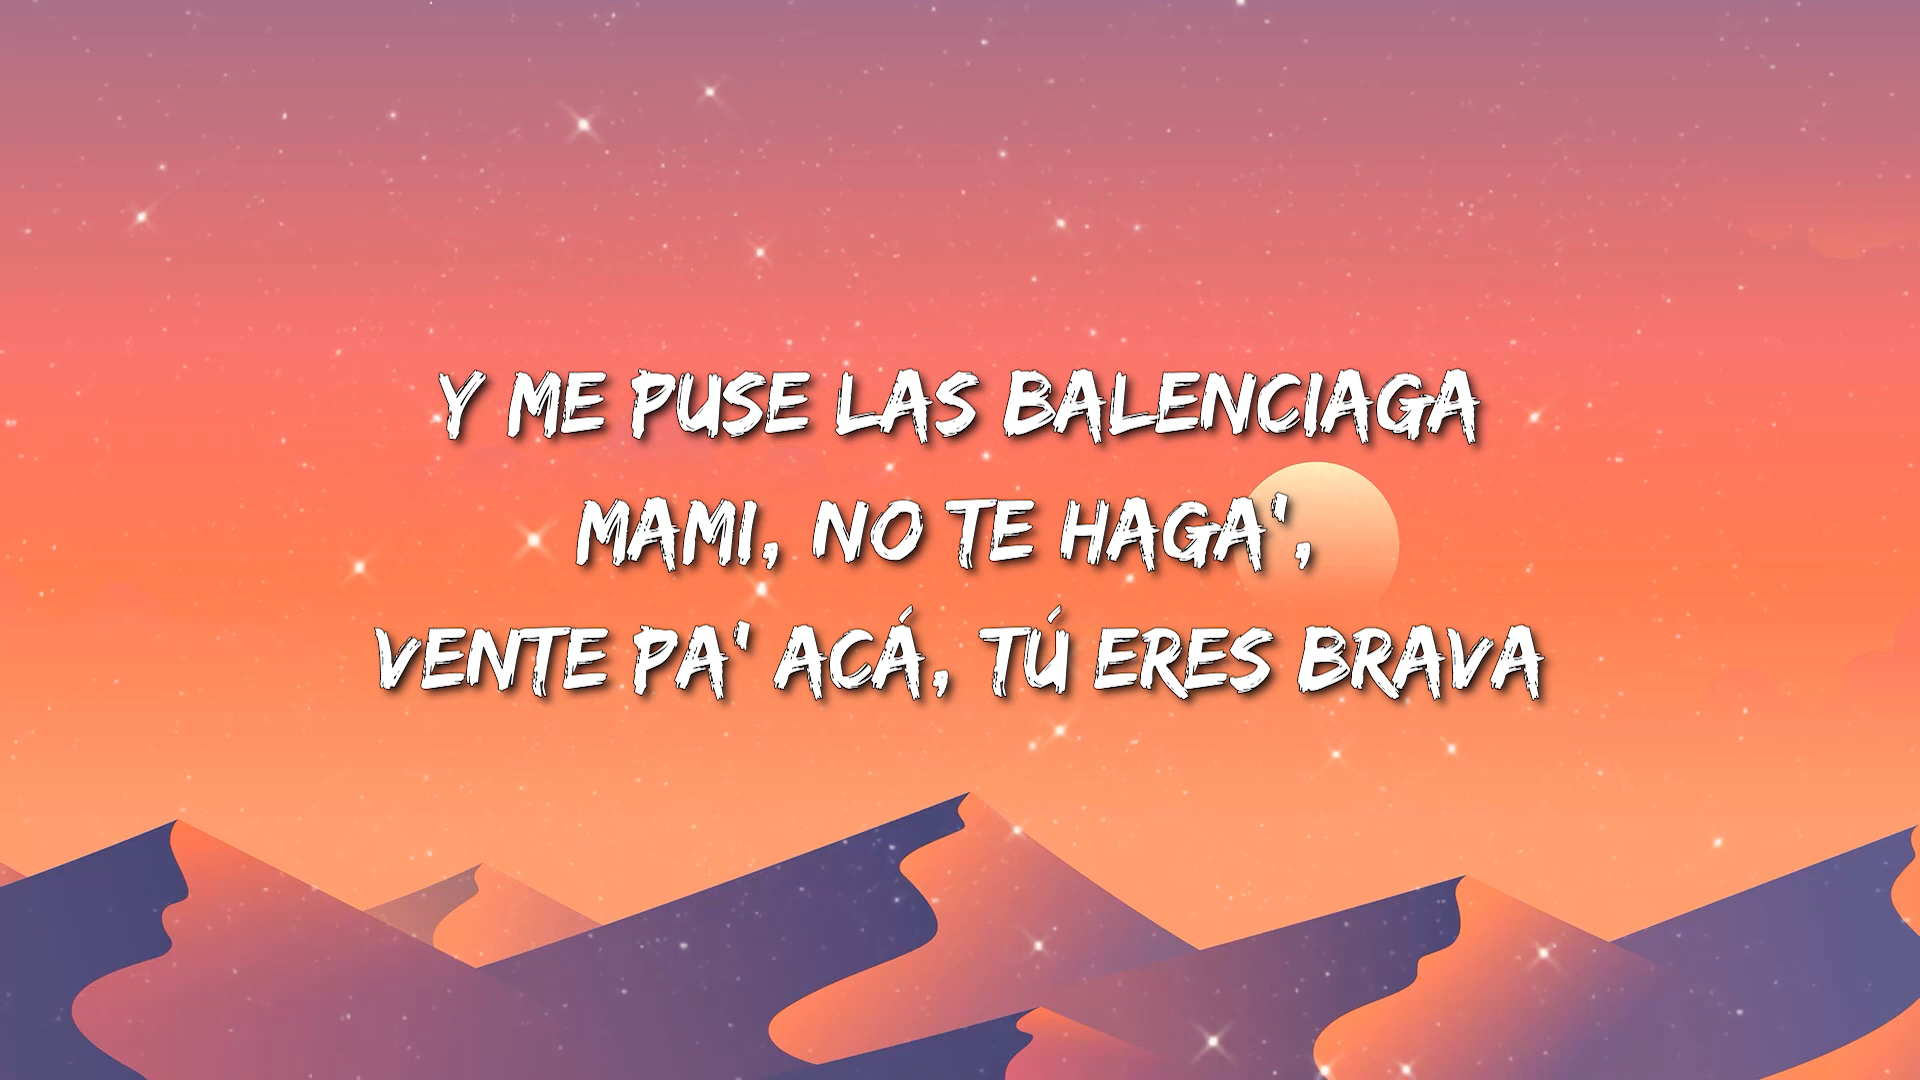 Y ME PUSE LAS BALENCIAGA
MAMI, NO TE HAGA',
VENTE PA' ACÁ, TÚ ERES BRAVA